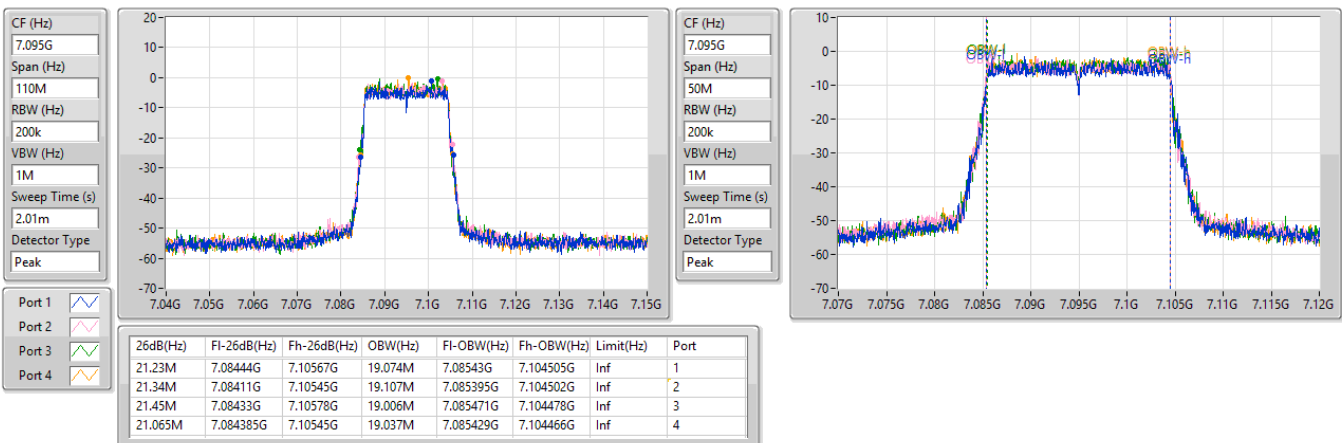 CF (Hz)
7.095G
Span (Hz)
110M
RBW (Hz)
200k
VBW (Hz)
1M
Sweep Time (s)
2.01m
Detector Type
Peak
20
10
0
-10
-20
-30
-40
-50
-60
-70
7.04G 7.05G 7.06G 7.07G 7.08G 7.09G 7.1G 7.11G 7.12G 7.13G 7.14G 7.15G
CF (Hz)
7.095G
Span (Hz)
50M
RBW (Hz)
200k
VBW (Hz)
1M
Sweep Time (s)
2.01m
Detector Type
Peak
10
0
-10
-20
-30
-40
-50
-60
-70
OBW-l OBW-h
7.07G 7.075G 7.08G 7.085G 7.09G 7.095G 7.1G 7.105G 7.11G 7.115G 7.12G
Port 1
Port 2
Port 3
Port 4
26dB(Hz) Fl-26dB(Hz) Fh-26dB(Hz) OBW(Hz) Fl-OBW(Hz) Fh-OBW(Hz) Limit(Hz) Port
21.23M 7.08444G 7.10567G 19.074M 7.08543G 7.104505G Inf 1
21.34M 7.08411G 7.10545G 19.107M 7.085395G 7.104502G Inf 2
21.45M 7.08433G 7.10578G 19.006M 7.085471G 7.104478G Inf 3
21.065M 7.084385G 7.10545G 19.037M 7.085429G 7.104466G Inf 4